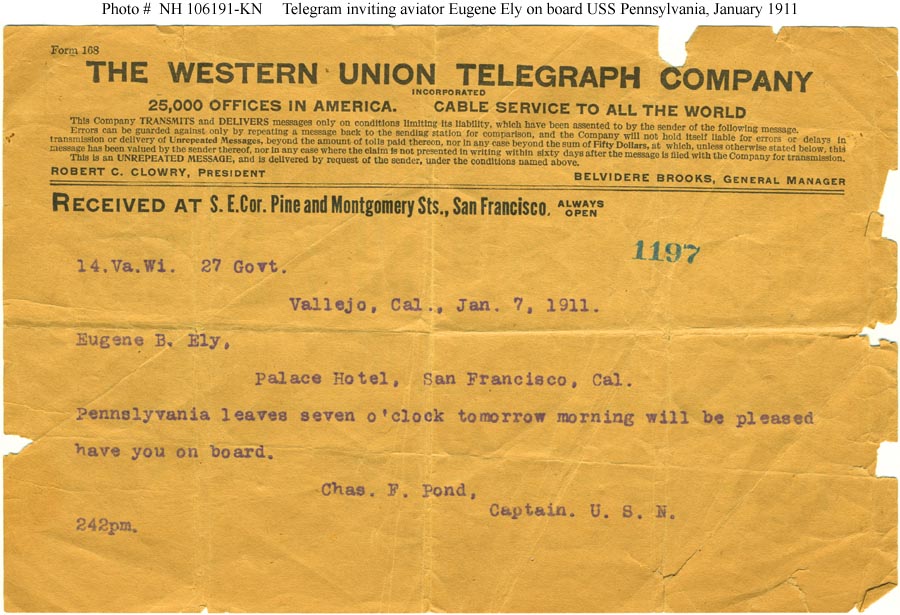 Photo # NH 106191-KN Telegram inviting aviator Eugene Ely on board USS Pennsylvania, January 1911
Form 168
THE WESTERN UNION TELEGRAPH COMPANY
INCORPORATED
25,000 OFFICES IN AMERICA. CABLE SERVICE TO ALL THE WORLD
This Company TRANSMITS and DELIVERS messages only on conditions limiting its liability, which have been assented to by the sender of the following message.
Errors can be guarded against only by repeating a message back to the sending station for comparison, and the Company will not hold itself liable for errors or delays in
transmission or delivery of Unrepeated Messages, beyond the amount of tolls paid thereon, nor in any case beyond the sum of Fifty Dollars, at which, unless otherwise stated below, this
message has been valued by the sender thereof, nor in any case where the claim is not presented in writing within sixty days after the message is filed with the Company for transmission.
This is an UNREPEATED MESSAGE, and is delivered by request of the sender, under the conditions named above.
ROBERT C. CLOWRY, PRESIDENT BELVIDERE BROOKS, GENERAL MANAGER
RECEIVED AT S. E. Cor. Pine and Montgomery Sts., San Francisco. ALWAYS OPEN
1197
14.Va.Wi. 27 Govt.
Vallejo, Cal., Jan. 7, 1911.
Eugene B. Ely,
Palace Hotel, San Francisco, Cal.
Pennslyvania leaves seven o'clock tomorrow morning will be pleased
have you on board.
Chas. F. Pond,
Captain. U. S. N.
242pm.